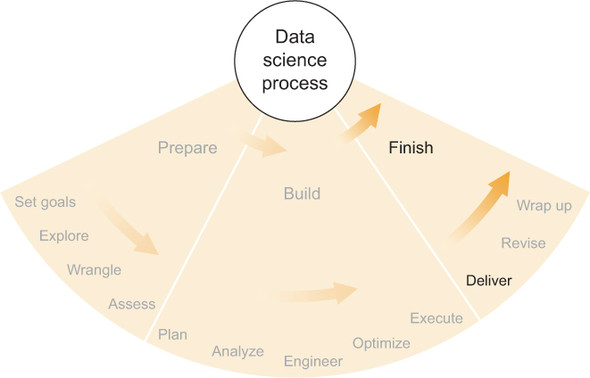 Data
science
process
Prepare
Build
Finish
Set goals
Explore
Wrangle
Assess
Plan
Analyze
Engineer
Optimize
Execute
Deliver
Revise
Wrap up